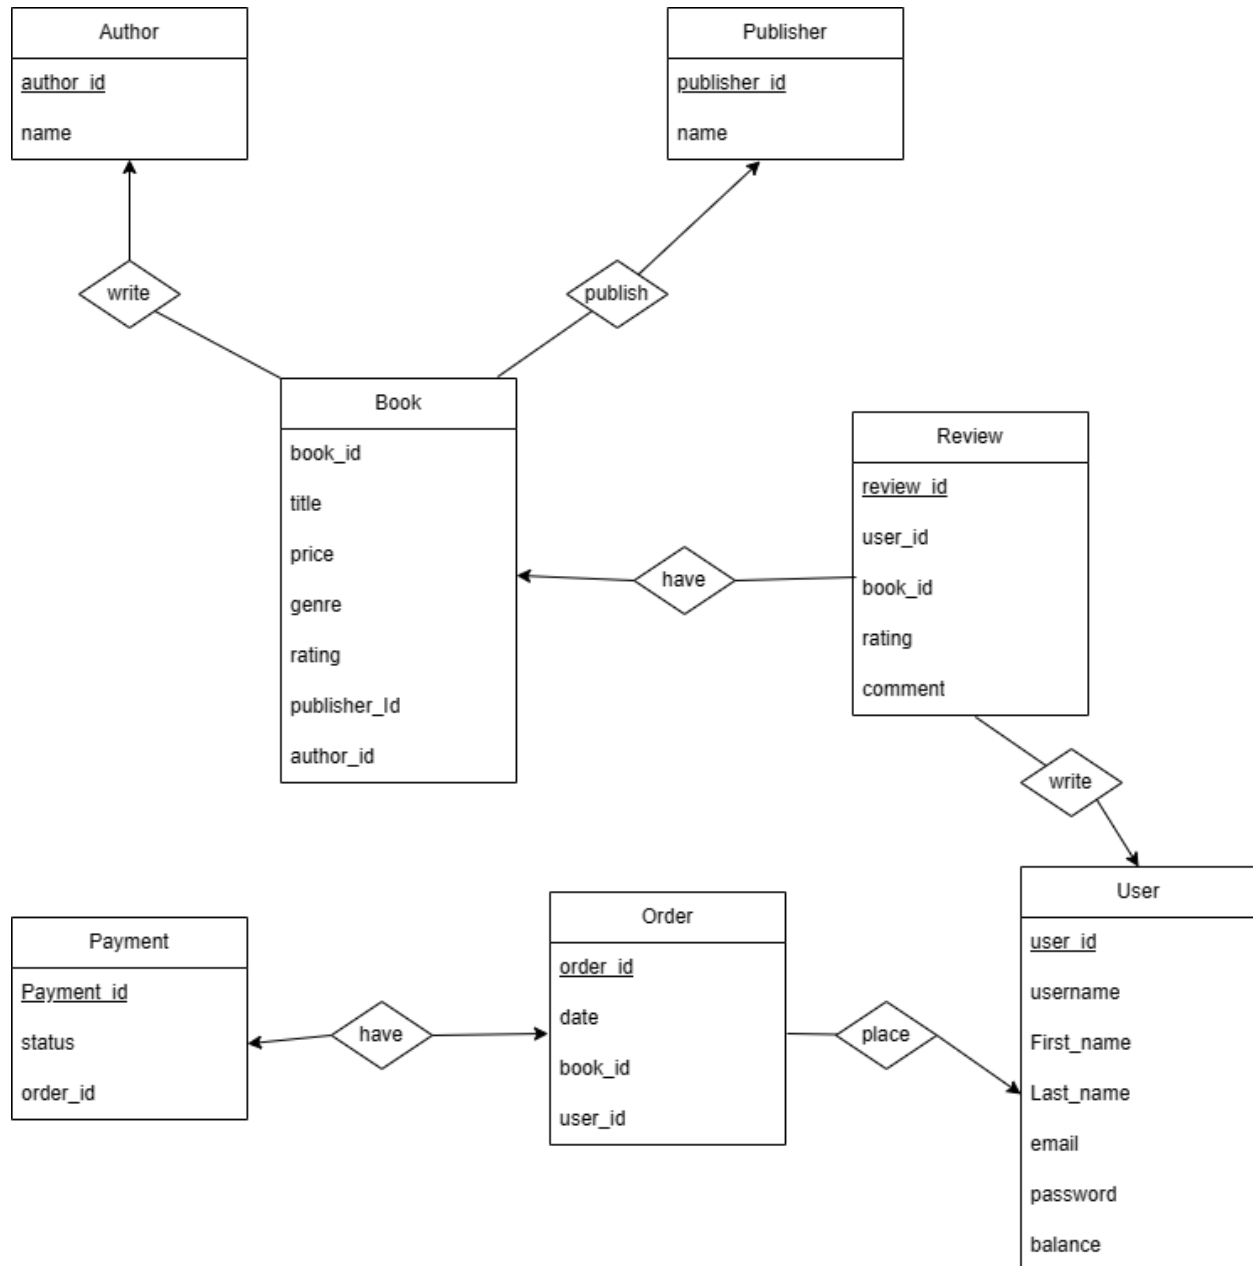 Author
author_id
name
Publisher
publisher_id
name
write
publish
Book
book_id
title
price
genre
rating
publisher_Id
author_id
have
Review
review_id
user_id
book_id
rating
comment
write
Payment
Payment_id
status
order_id
have
Order
order_id
date
book_id
user_id
place
User
user_id
username
First_name
Last_name
email
password
balance